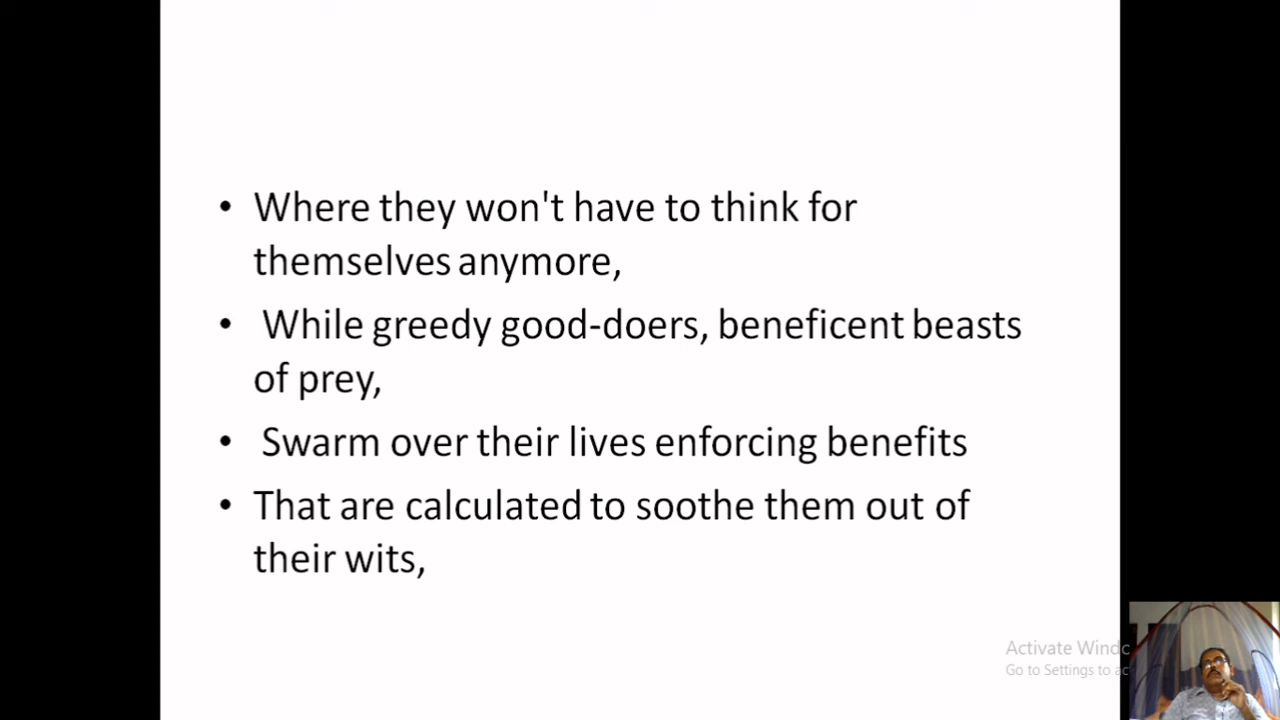 • Where they won't have to think for
themselves anymore,
• While greedy good-doers, beneficent beasts
of prey,
• Swarm over their lives enforcing benefits
• That are calculated to soothe them out of
their wits,
Activate Windc
Go to Settings to ac